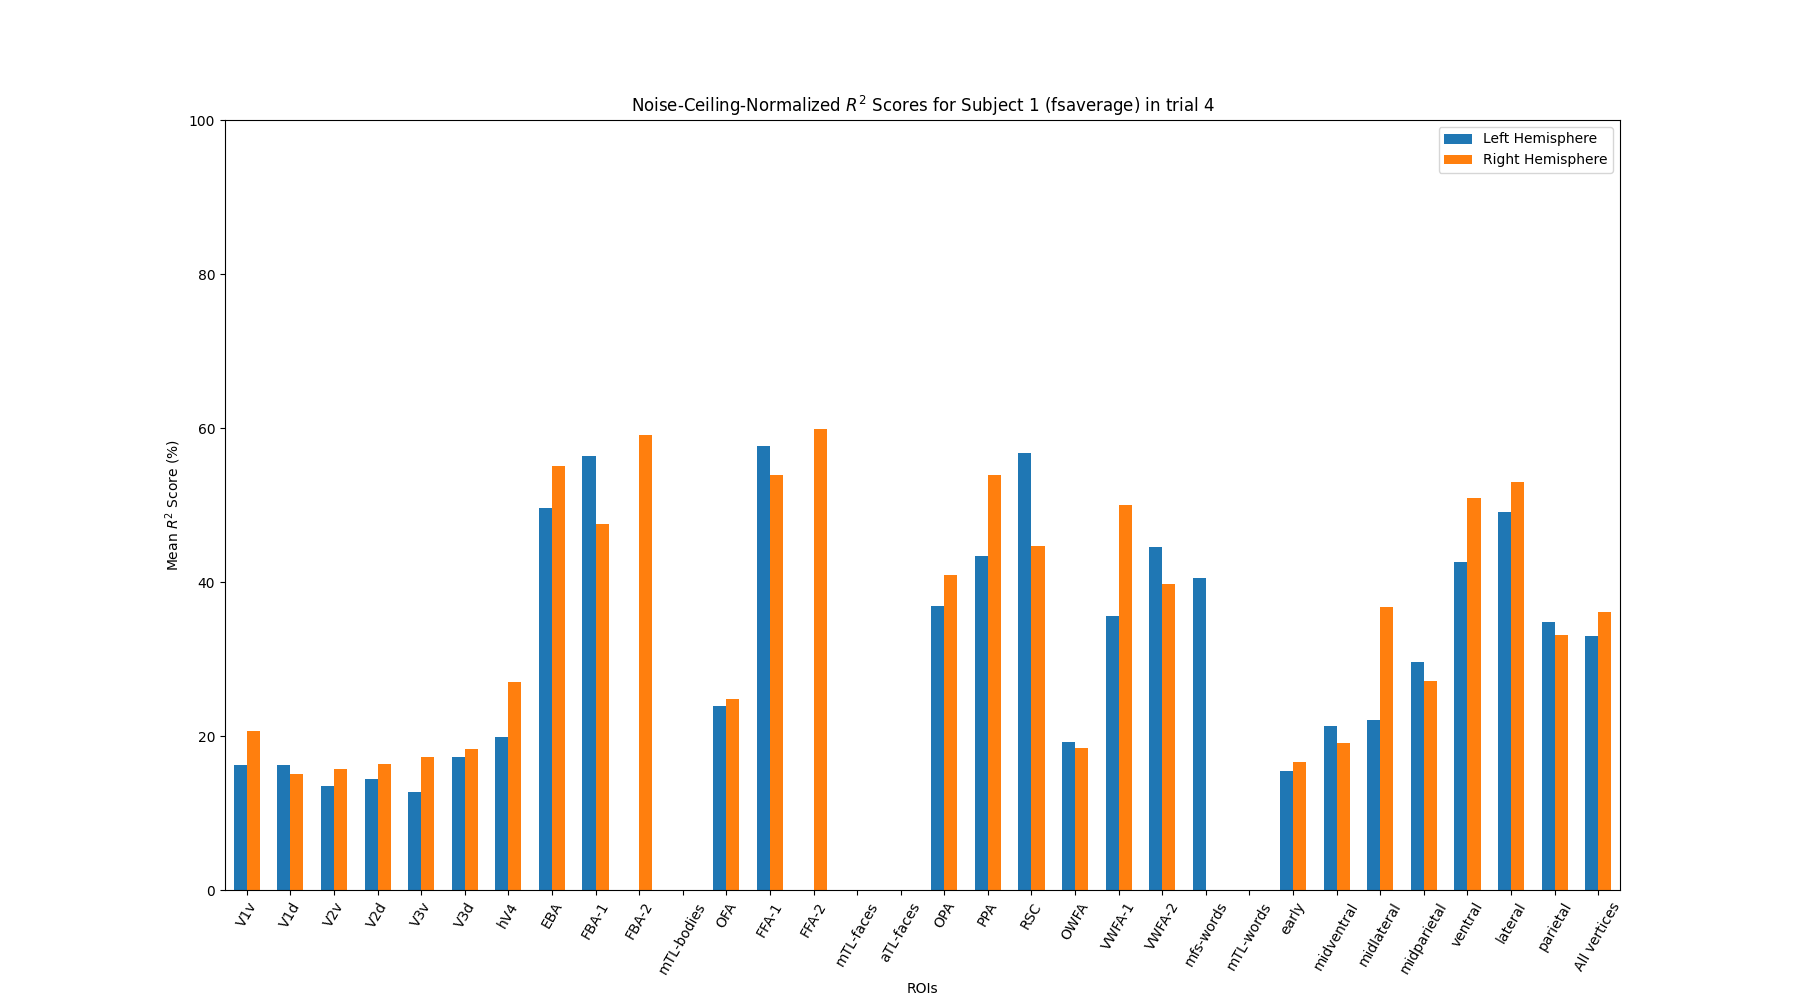 Noise-Ceiling-Normalized R² Scores for Subject 1 (fsaverage) in trial 4
Left Hemisphere
Right Hemisphere
100
80
60
40
20
0
Mean R² Score (%)
V1v
V1d
V2v
V2d
V3v
V3d
hV4
EBA
FBA-1
FBA-2
mTL-bodies
OFA
FFA-1
FFA-2
mTL-faces
aTL-faces
OPA
PPA
RSC
OWFA
VWFA-1
VWFA-2
mfs-words
mTL-words
early
midventral
midlateral
midparietal
ventral
lateral
parietal
All vertices
ROIs